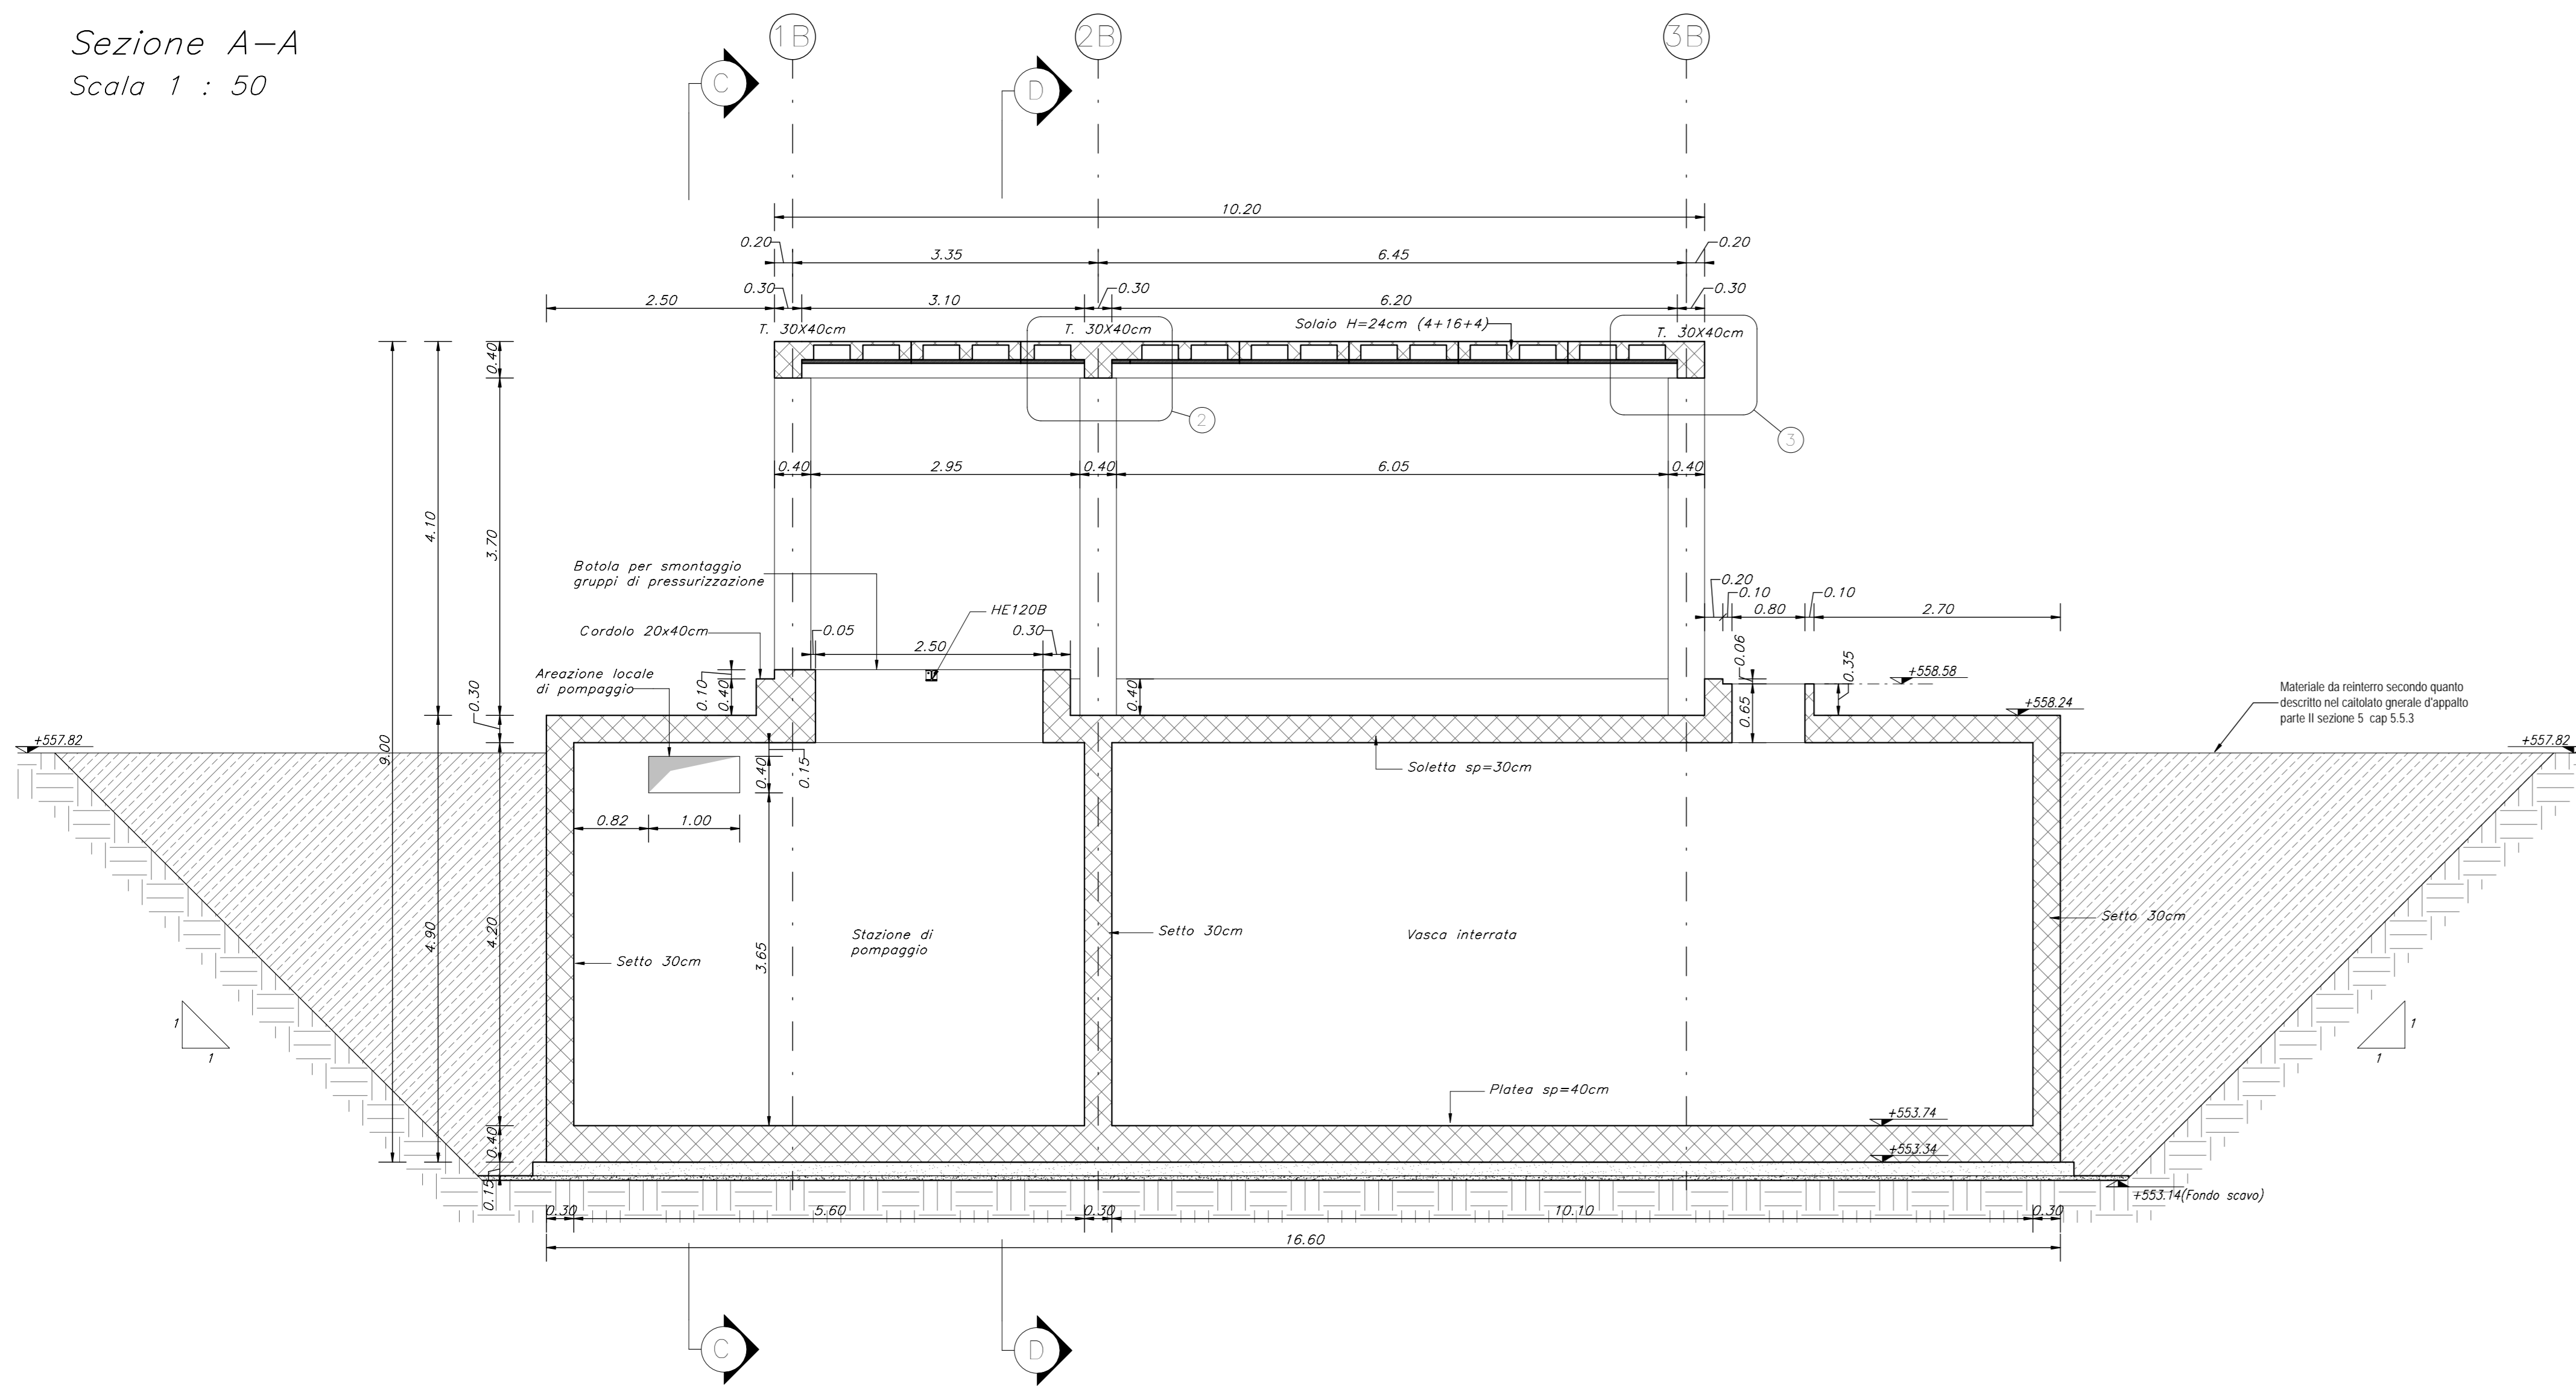 Sezione A-A
Scala 1 : 50
1B
2B
3B
C
D
10.20
0.20
3.35
6.45
0.20
2.50
0.30
3.10
0.30
6.20
0.30
T. 30X40cm
T. 30X40cm
Solaio H=24cm (4+16+4)
T. 30X40cm
0.40
2
3
0.40
2.95
0.40
6.05
0.40
4.10
3.70
Botola per smontaggio
gruppi di pressurizzazione
HE120B
0.20
0.10
0.80
0.10
2.70
Cordolo 20x40cm
0.05
2.50
0.30
0.06
0.35
Areazione locale
di pompaggio
0.10
0.40
0.40
0.65
+558.58
+558.24
0.30
Materiale da reinterro secondo quanto
descritto nel caitolato gnerale d'appalto
parte II sezione 5 cap 5.5.3
+557.82
+557.82
9.00
0.40
0.15
Soletta sp=30cm
0.82
1.00
4.90
4.20
3.65
Stazione di
pompaggio
Setto 30cm
Setto 30cm
Vasca interrata
Setto 30cm
1
1
1
1
Platea sp=40cm
+553.74
0.40
+553.34
0.15
+553.14(Fondo scavo)
0.30
5.60
0.30
10.10
0.30
16.60
C
D